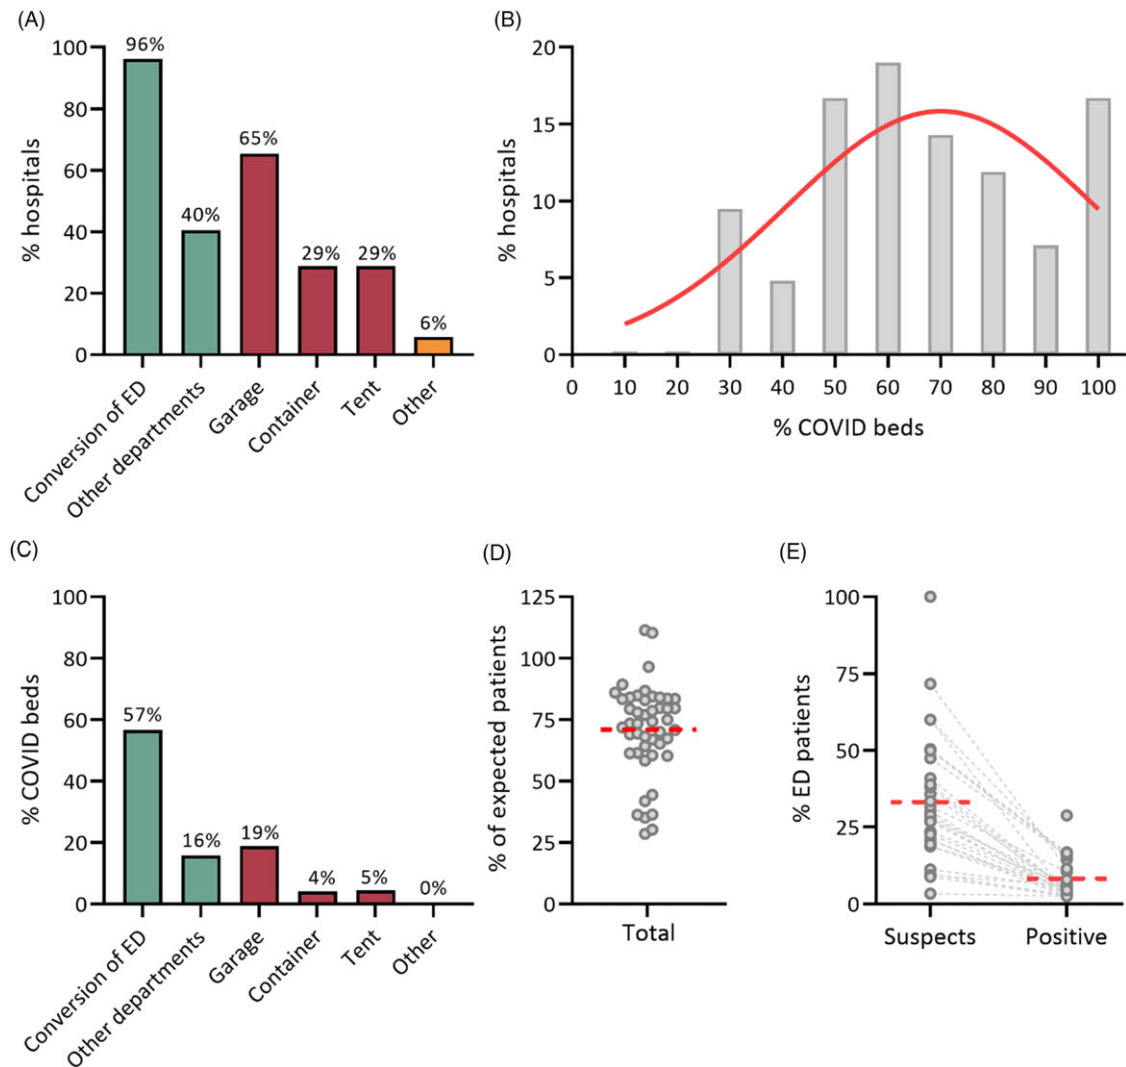 (A)
% hospitals
100
80
60
40
20
0
96%
40%
65%
29%
29%
6%
Conversion of ED
Other departments
Garage
Container
Tent
Other
(B)
% hospitals
20
15
10
5
0
0 10 20 30 40 50 60 70 80 90 100
% COVID beds
(C)
% COVID beds
100
80
60
40
20
0
57%
16%
19%
4%
5%
0%
Conversion of ED
Other departments
Garage
Container
Tent
Other
(D)
% of expected patients
125
100
75
50
25
0
Total
(E)
% ED patients
100
75
50
25
0
Suspects Positive